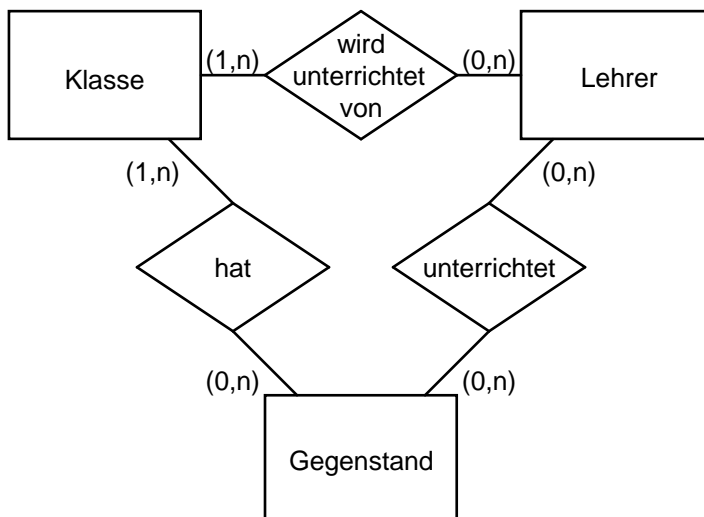 Klasse
(1,n)
wird
unterrichtet
von
(0,n)
Lehrer
(1,n)
(0,n)
hat
unterrichtet
(0,n)
(0,n)
Gegenstand